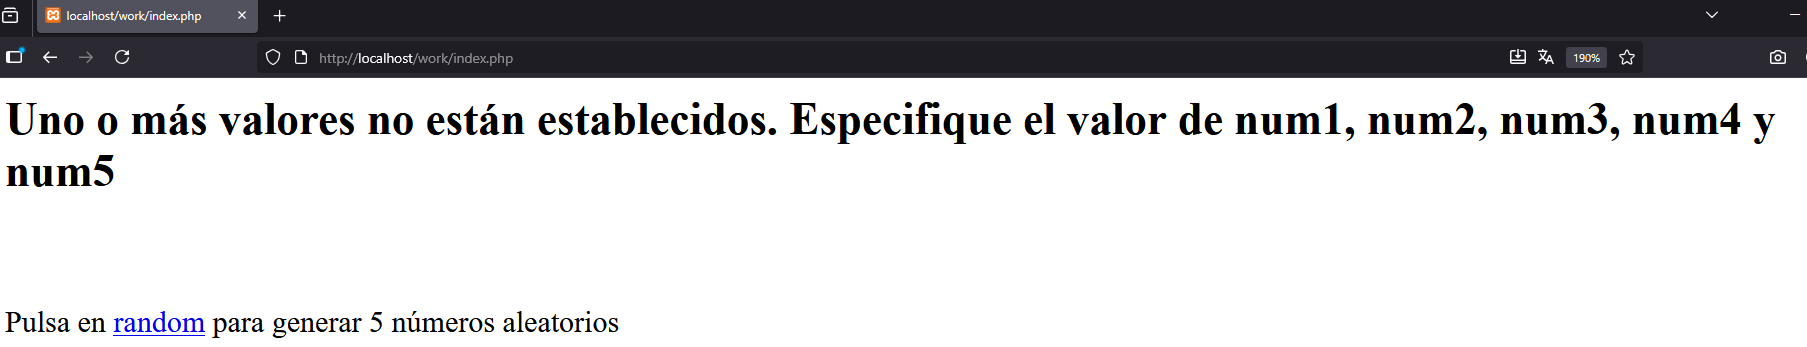 localhost/work/index.php
http://localhost/work/index.php
190%
Uno o más valores no están establecidos. Especifique el valor de num1, num2, num3, num4 y
num5
Pulsa en random para generar 5 números aleatorios